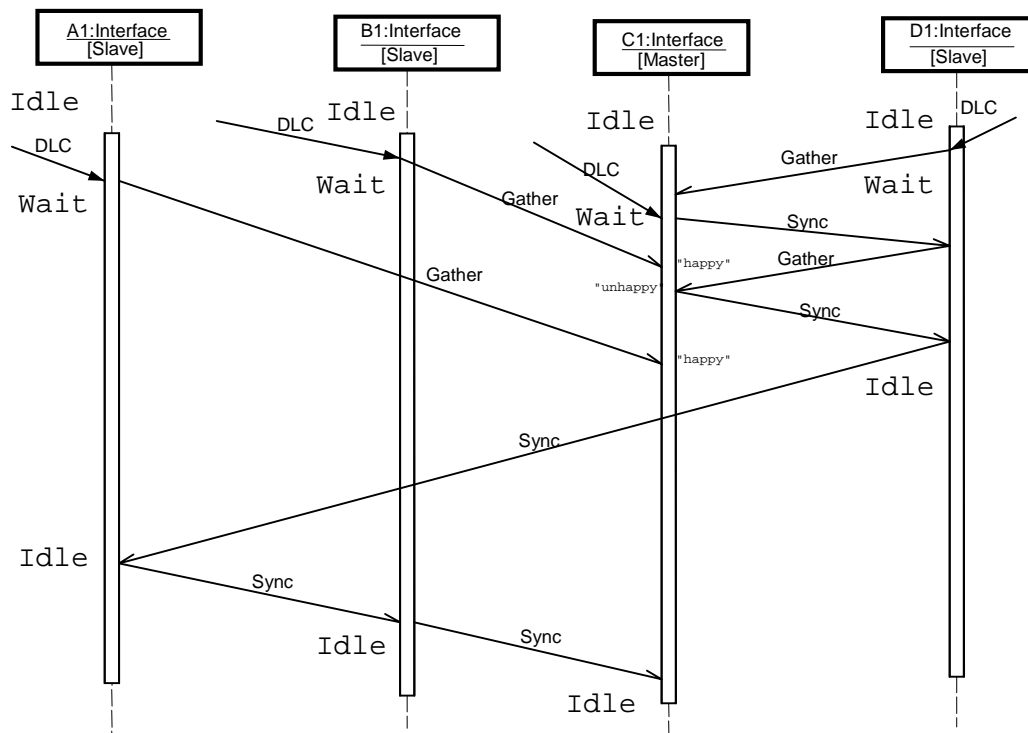 A1:Interface
[Slave]
B1:Interface
[Slave]
C1:Interface
[Master]
D1:Interface
[Slave]
Idle
DLC
Idle
DLC
Idle
Idle
DLC
DLC
Gather
Wait
Wait
Gather
DLC
Wait
Wait
Sync
Gather
"happy"
Gather
"unhappy"
Sync
"happy"
Idle
Sync
Idle
Sync
Idle
Sync
Idle